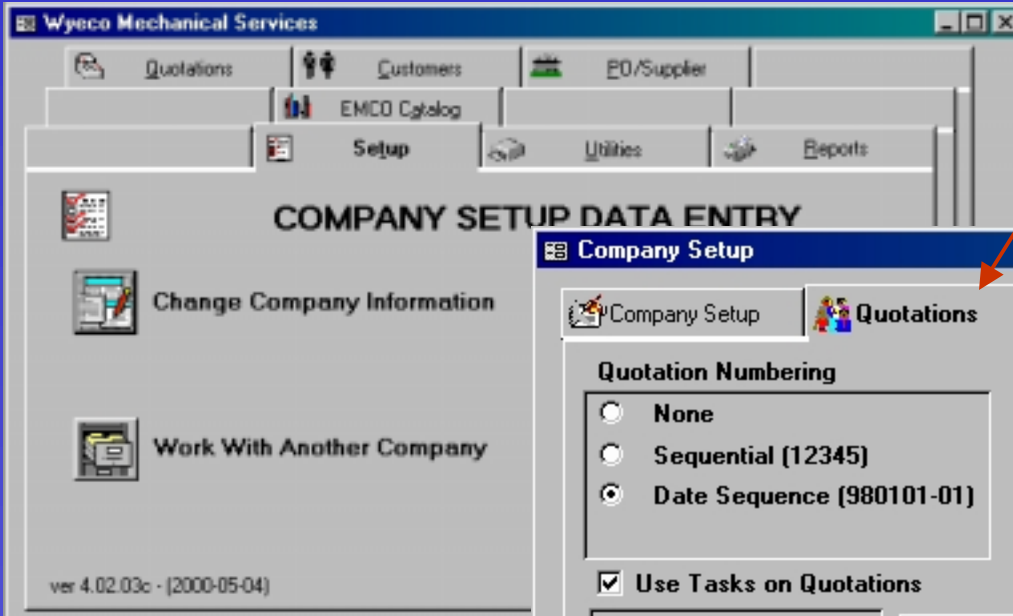 Wyeco Mechanical Services
Quotations Customers PO/Supplier
EMCO Catalog
Setup Utilities Reports
COMPANY SETUP DATA ENTRY
Change Company Information
Work With Another Company
ver 4.02.03c - (2000-05-04)
Company Setup
Company Setup Quotations
Quotation Numbering
None
Sequential (12345)
Date Sequence (980101-01)
Use Tasks on Quotations